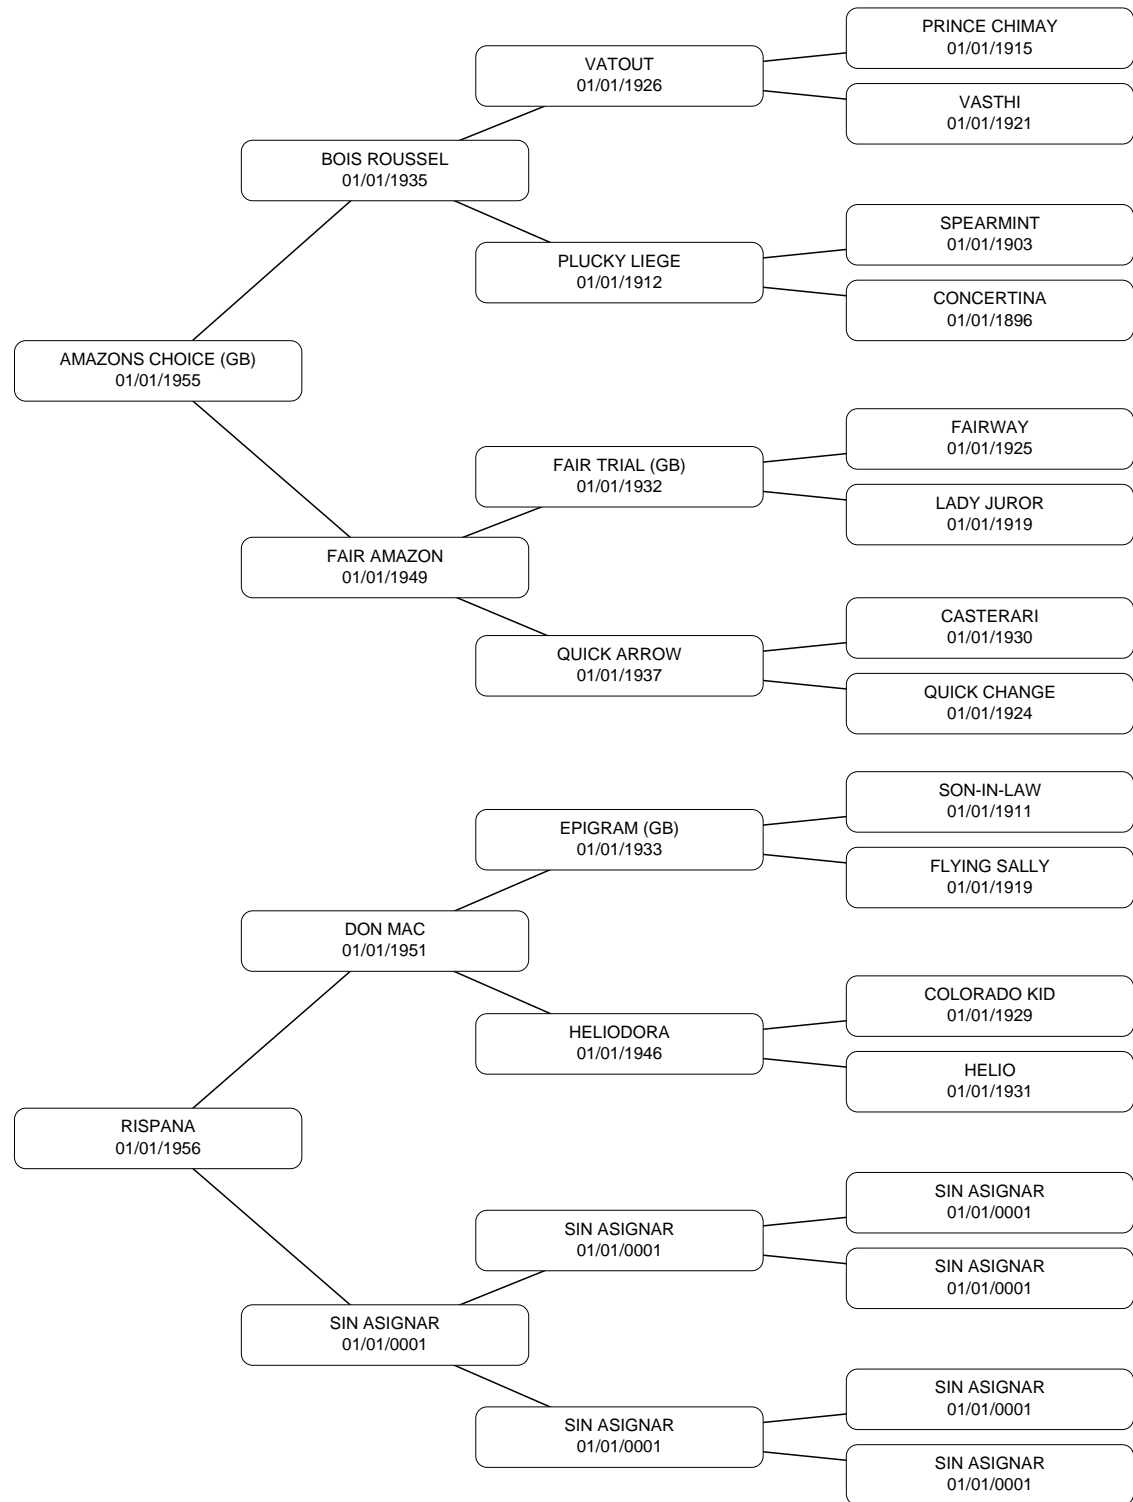 PRINCE CHIMAY
01/01/1915
VATOUT
01/01/1926
VASTHI
01/01/1921
BOIS ROUSSEL
01/01/1935
SPEARMINT
01/01/1903
PLUCKY LIEGE
01/01/1912
CONCERTINA
01/01/1896
AMAZONS CHOICE (GB)
01/01/1955
FAIRWAY
01/01/1925
FAIR TRIAL (GB)
01/01/1932
LADY JUROR
01/01/1919
FAIR AMAZON
01/01/1949
CASTERARI
01/01/1930
QUICK ARROW
01/01/1937
QUICK CHANGE
01/01/1924
SON-IN-LAW
01/01/1911
EPIGRAM (GB)
01/01/1933
FLYING SALLY
01/01/1919
DON MAC
01/01/1951
COLORADO KID
01/01/1929
HELIODORA
01/01/1946
HELIO
01/01/1931
RISPANA
01/01/1956
SIN ASIGNAR
01/01/0001
SIN ASIGNAR
01/01/0001
SIN ASIGNAR
01/01/0001
SIN ASIGNAR
01/01/0001
SIN ASIGNAR
01/01/0001
SIN ASIGNAR
01/01/0001
SIN ASIGNAR
01/01/0001